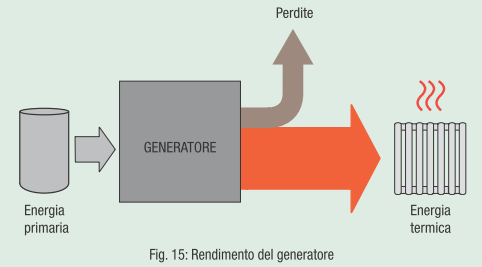 Perdite
GENERATORE
Energia
primaria
Energia
termica
Fig. 15: Rendimento del generatore